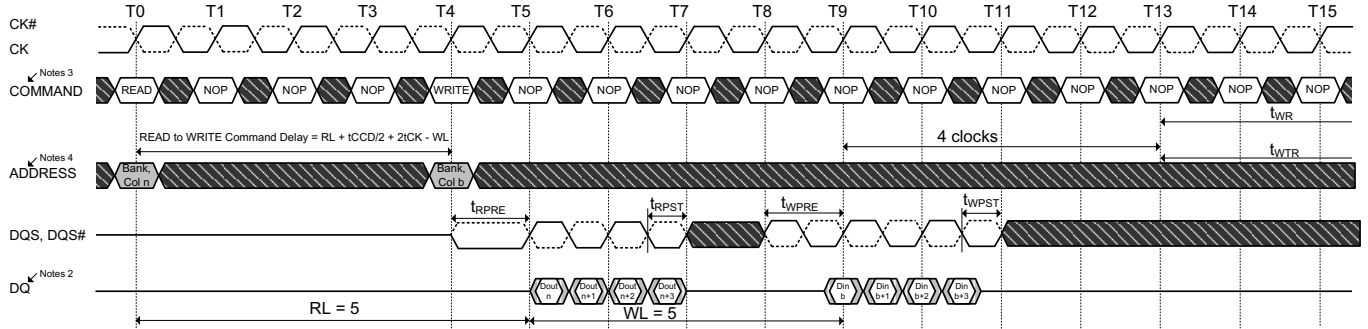 T0 T1 T2 T3 T4 T5 T6 T7 T8 T9 T10 T11 T12 T13 T14 T15
CK#
CK
Notes 3
COMMAND READ NOP NOP NOP WRITE NOP NOP NOP NOP NOP NOP NOP NOP NOP NOP NOP
tWR
READ to WRITE Command Delay = RL + tCCD/2 + 2tCK - WL
4 clocks
tWTR
Notes 4
ADDRESS
Bank, Col n
Bank, Col b
tRPRE tRPST tWPRE tWPST
DQS, DQS#
Notes 2
DQ
Dout n
Dout n+1
Dout n+2
Dout n+3
Din b
Din b+1
Din b+2
Din b+3
RL = 5
WL = 5